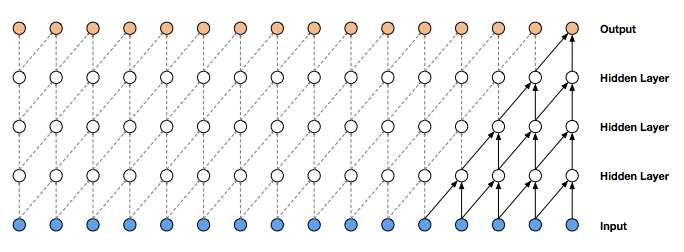 Output
Hidden Layer
Hidden Layer
Hidden Layer
Input